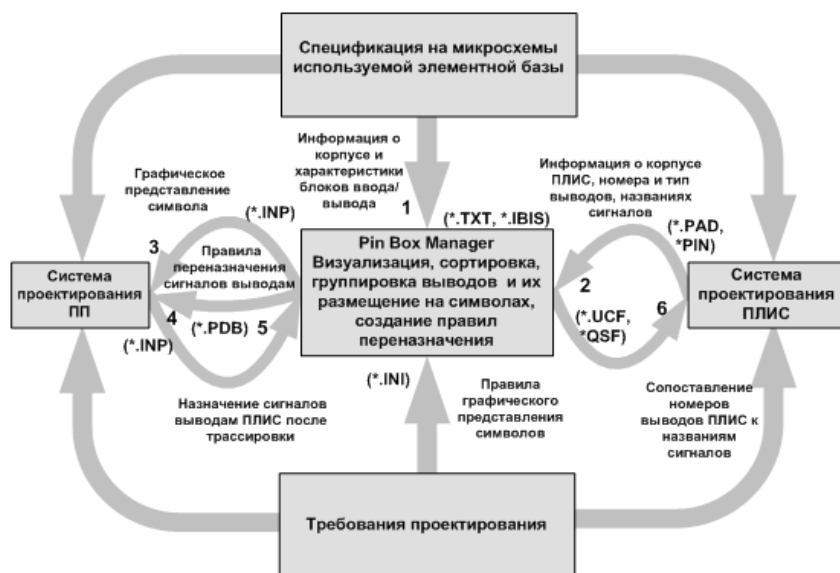 Спецификация на микросхемы
используемой элементной базы
Информация о
корпусе и
характеристики
блоков ввода/
вывода
1
(*.TXT, *.IBIS)
Графическое
представление
символа
(*.INP)
3
Информация о корпусе
ПЛИС, номера и тип
выводов, названиях
сигналов
(*.PAD,
*PIN)
Правила
переназначения
сигналов выводам
Система
проектирования
ПП
Pin Box Manager
Визуализация, сортировка,
группировка выводов и их
размещение на символах,
создание правил
переназначения
2
Система
проектирования
ПЛИС
4
(*.PDB)
5
(*.INP)
(*.UCF,
*QSF)
6
(*.INI)
Назначение сигналов
выводам ПЛИС после
трассировки
Правила
графического
представления
символов
Сопоставление
номеров
выводов ПЛИС к
названиям
сигналов
Требования проектирования